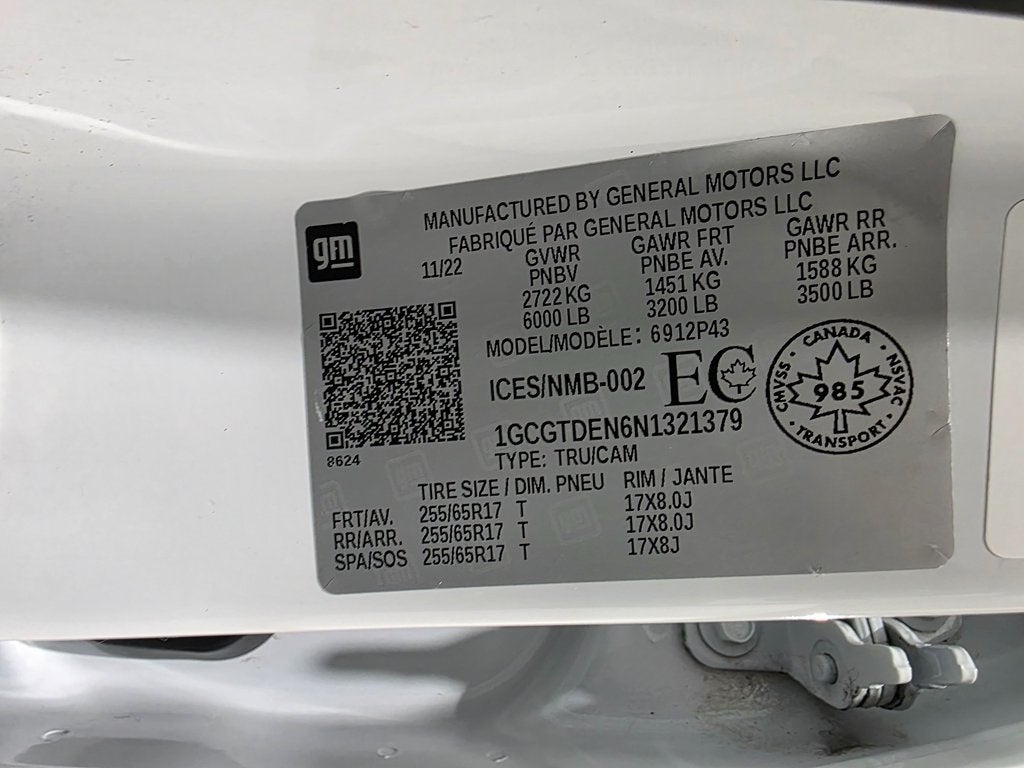 gm
MANUFACTURED BY GENERAL MOTORS LLC
FABRIQUÉ PAR GENERAL MOTORS LLC
11/22 GVWR GAWR FRT GAWR RR
PNBV PNBE AV. PNBE ARR.
2722 KG 1451 KG 1588 KG
6000 LB 3200 LB 3500 LB
MODEL/MODÈLE: 6912P43
ICES/NMB-002 EC
CANADA
CMVSS 985 NSVAC
TRANSPORT
1GCGTDEN6N1321379
8624
TYPE: TRU/CAM
TIRE SIZE / DIM. PNEU RIM / JANTE
FRT/AV. 255/65R17 T 17X8.0J
RR/ARR. 255/65R17 T 17X8.0J
SPA/SOS 255/65R17 T 17X8J